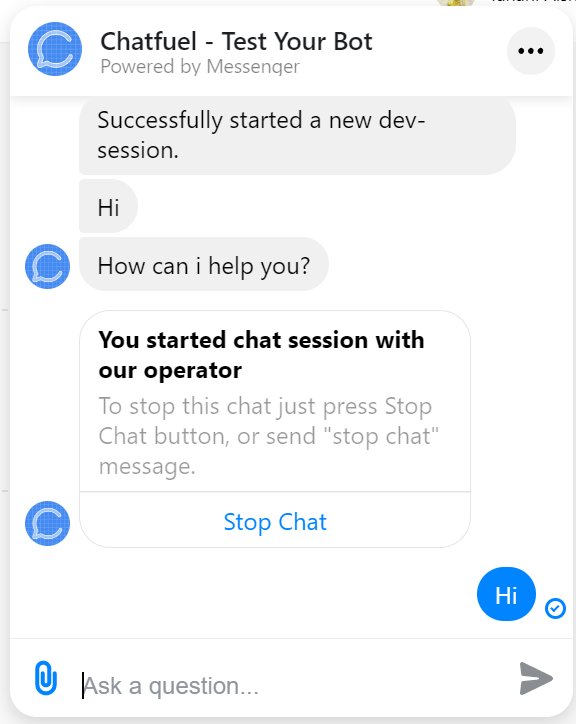 Chatfuel - Test Your Bot
Powered by Messenger
Successfully started a new dev-
session.
Hi
How can i help you?
You started chat session with
our operator
To stop this chat just press Stop
Chat button, or send "stop chat"
message.
Stop Chat
Hi
Ask a question...